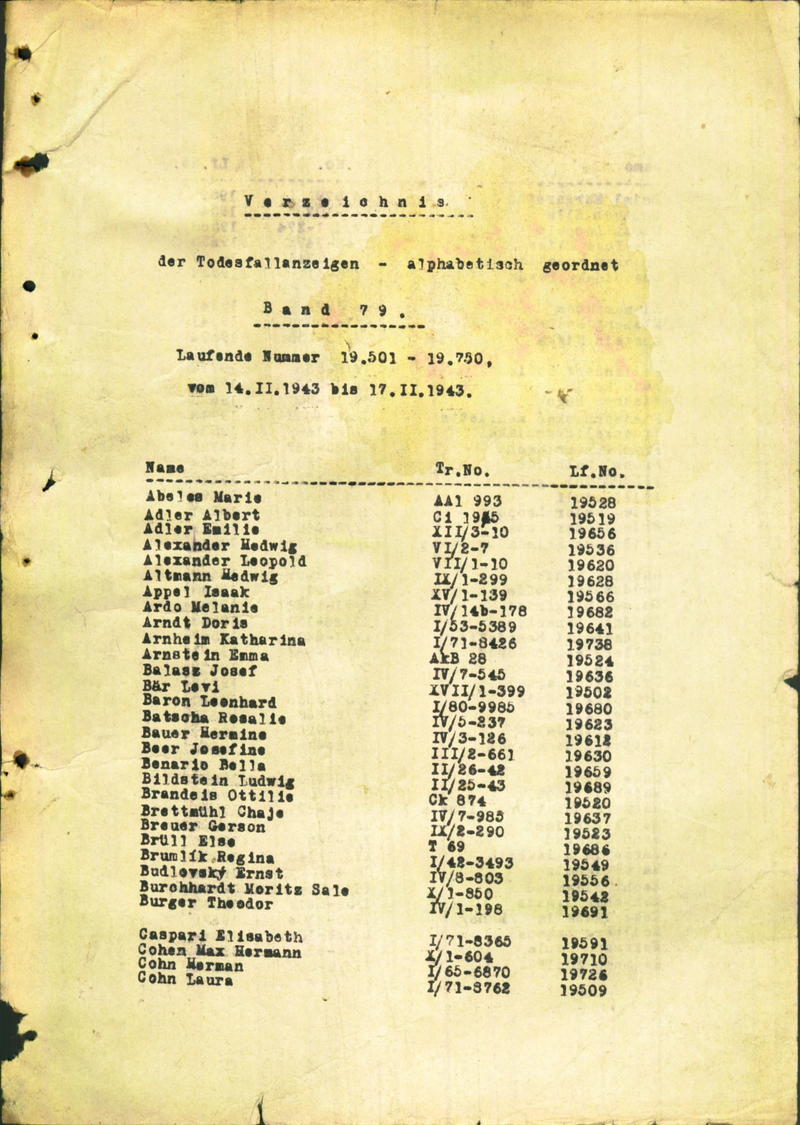 Verzeichnis
der Todesfallanzeigen - alphabetisch geordnet
Band 79.
Laufende Nummer 19.501 - 19.750,
vom 14.II.1943 bis 17.II.1943.
Name Tr.No. Lf.No.
Abeles Marie AAl 993 19528
Adler Albert Ci 1945 19519
Adler Emilie XII/3-10 19656
Alexander Hedwig VI/2-7 19536
Alexander Leopold VII/1-10 19620
Altmann Hedwig IX/1-299 19628
Appel Isaak XV/1-139 19566
Ardo Melanie IV/14b-178 19682
Arndt Doris I/53-5389 19641
Arnheim Katharina I/71-8426 19738
Arnstein Emma AkB 28 19524
Balasz Josef IV/7-545 19636
Bär Levi XVII/1-399 19502
Baron Leonhard I/80-9985 19680
Batscha Rosalie IV/5-237 19623
Bauer Hermine IV/3-126 19612
Beer Josefine III/2-661 19630
Benario Bella II/26-42 19659
Bildstein Ludwig II/25-43 19689
Brandeis Ottilie Ck 874 19520
Brettmühl Chaje IV/7-985 19637
Breuer Gerson IX/2-290 19523
Brüll Else T 69 19686
Brumlik Regina I/42-3493 19549
Budlovsky Ernst IV/8-803 19556
Burchhardt Moritz Sale X/1-850 19542
Burger Theodor IV/1-198 19691
Caspari Elisabeth I/71-8365 19591
Cohen Max Hermann X/1-604 19710
Cohn Herman I/65-6870 19726
Cohn Laura I/71-8762 19509